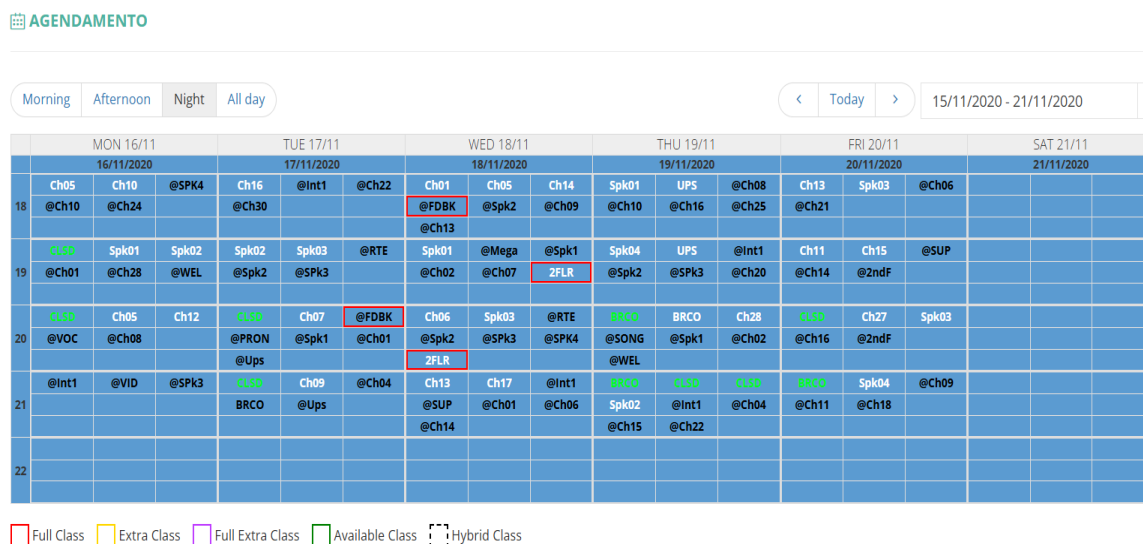 AGENDAMENTO
Morning Afternoon Night All day < Today > 15/11/2020 - 21/11/2020
MON 16/11 TUE 17/11 WED 18/11 THU 19/11 FRI 20/11 SAT 21/11
16/11/2020 17/11/2020 18/11/2020 19/11/2020 20/11/2020 21/11/2020
Ch05 Ch10 @SPK4 Ch16 @Int1 @Ch22 Ch01 Ch05 Ch14 Spk01 UPS @Ch08 Ch13 Spk03 @Ch06
18 @Ch10 @Ch24 @Ch30 @FDBK @Spk2 @Ch09 @Ch10 @Ch16 @Ch25 @Ch21
@Ch13
CLSD Spk01 Spk02 Spk02 Spk03 @RTE Spk01 @Mega @Spk1 Spk04 UPS @Int1 Ch11 Ch15 @SUP
19 @Ch01 @Ch28 @WEL @Spk2 @SPk3 @Ch02 @Ch07 2FLR @Spk2 @SPk3 @Ch20 @Ch14 @2ndF
CLSD Ch05 Ch12 CLSD Ch07 @FDBK Ch06 Spk03 @RTE BRCO BRCO Ch28 CLSD Ch27 Spk03
20 @VOC @Ch08 @PRON @Spk1 @Ch01 @Spk2 @SPk3 @SPK4 @SONG @Spk1 @Ch02 @Ch16 @2ndF
@Ups 2FLR @WEL
@Int1 @VID @SPk3 CLSD Ch09 @Ch04 Ch13 Ch17 @Int1 BRCO CLSD CLSD BRCO Spk04 @Ch09
21 BRCO @Ups @SUP @Ch01 @Ch06 Spk02 @Int1 @Ch04 @Ch11 @Ch18
@Ch14 @Ch15 @Ch22
22
Full Class Extra Class Full Extra Class Available Class Hybrid Class